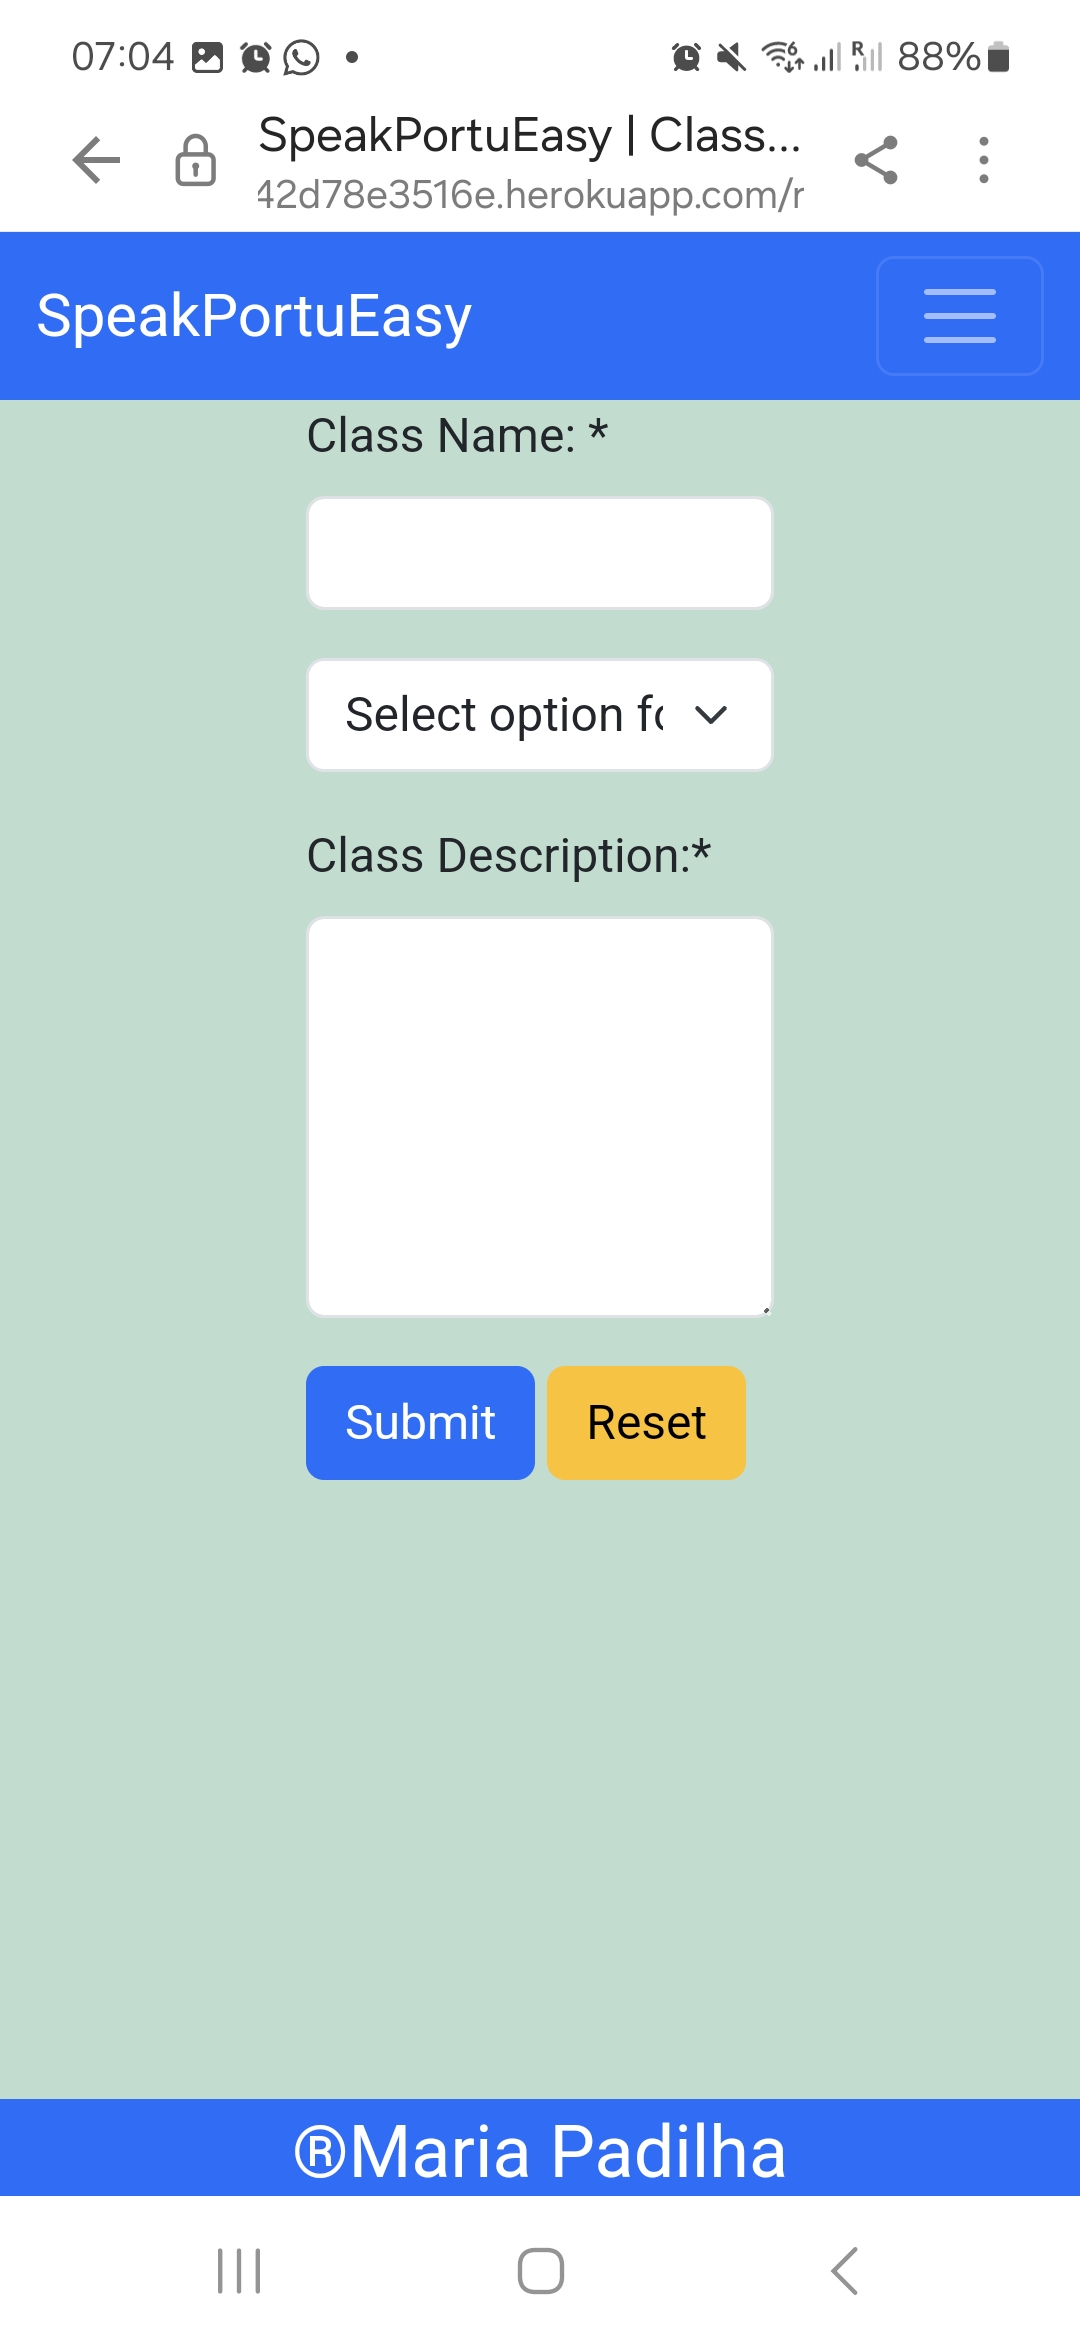 07:04
88%
SpeakPortuEasy | Class...
42d78e3516e.herokuapp.com/r
SpeakPortuEasy
Class Name: *
Select option
Class Description:*
Submit
Reset
®Maria Padilha